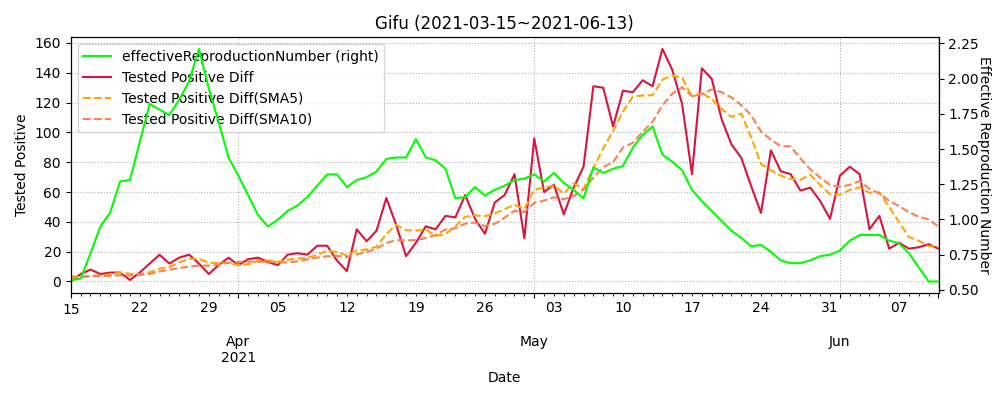 Gifu (2021-03-15~2021-06-13)
effectiveReproductionNumber (right)
Tested Positive Diff
Tested Positive Diff(SMA5)
Tested Positive Diff(SMA10)
Tested Positive
160
140
120
100
80
60
40
20
0
2.25
2.00
1.75
1.50
1.25
1.00
0.75
0.50
Effective Reproduction Number
15 22 29 05 12 19 26 03 10 17 24 31 07
Apr May Jun
2021
Date